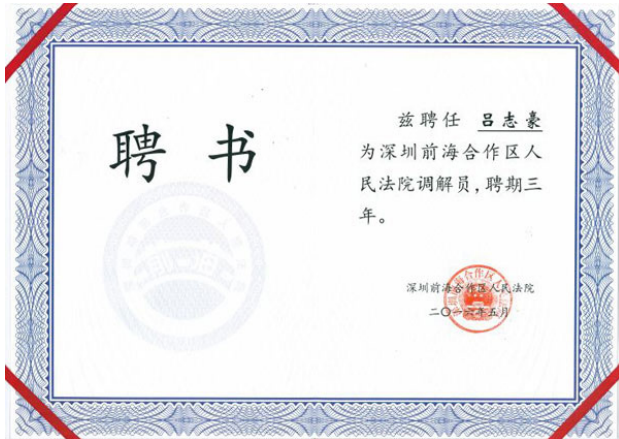 聘 书
兹聘任 吕志豪
为深圳前海合作区人
民法院调解员，聘期三
年。
深圳前海合作区人民法院
二〇一六年五月